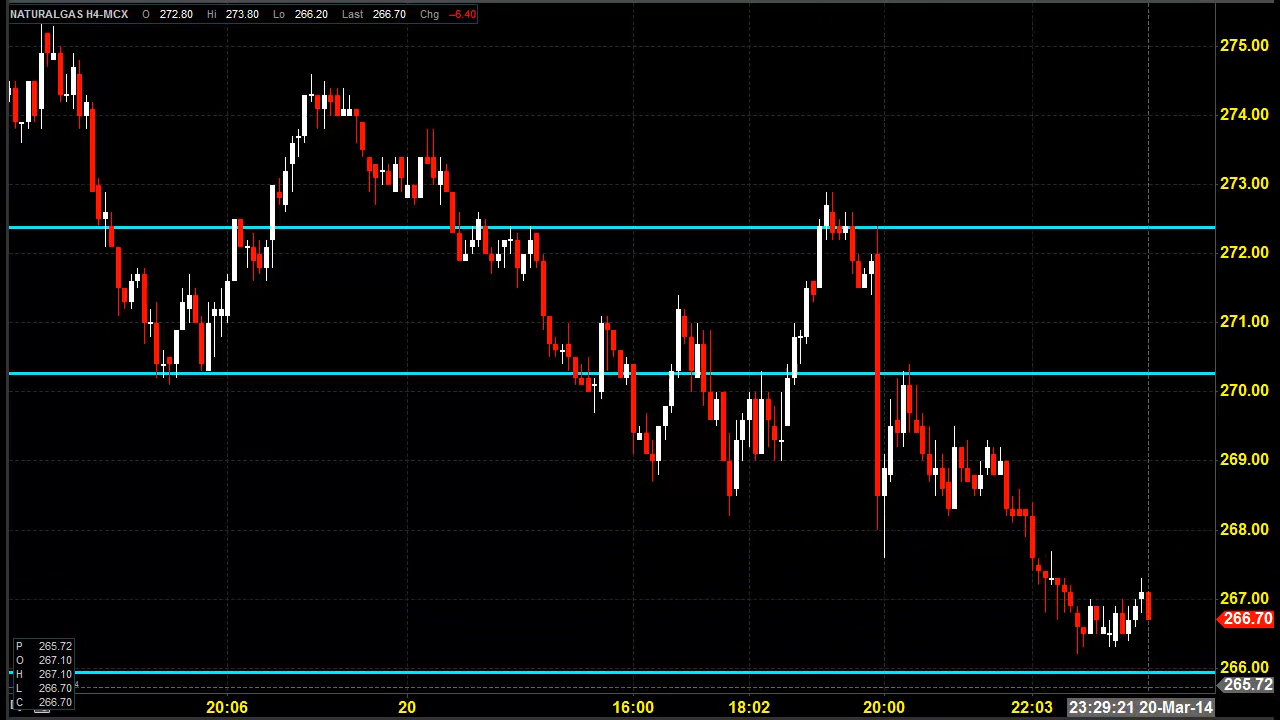 NATURALGAS H4-MCX O 272.80 Hi 273.80 Lo 266.20 Last 266.70 Chg −6.40
275.00
274.00
273.00
272.00
271.00
270.00
269.00
268.00
267.00
266.70
266.00
265.72
P 265.72
O 267.10
H 267.10
L 266.70
C 266.70
20:06 20 16:00 18:02 20:00 22:03 23:29:21 20-Mar-14